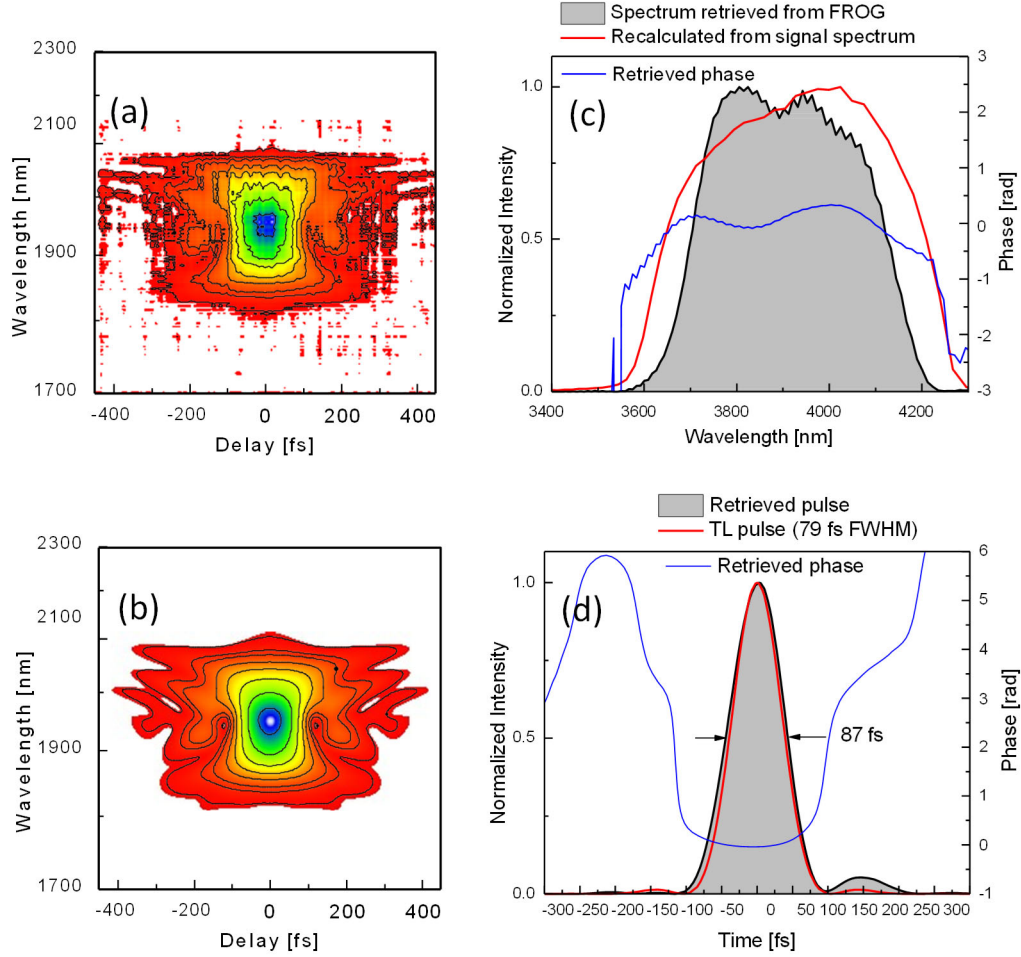 2300
2100
1900
1700
Wavelength [nm]
(a)
-400 -200 0 200 400
Delay [fs]
Spectrum retrieved from FROG
Recalculated from signal spectrum
Retrieved phase
(c)
1.0
0.5
0.0
Normalized Intensity
3
2
1
0
-1
-2
-3
Phase [rad]
3400 3600 3800 4000 4200
Wavelength [nm]
2300
2100
1900
1700
Wavelength [nm]
(b)
-400 -200 0 200 400
Delay [fs]
Retrieved pulse
TL pulse (79 fs FWHM)
Retrieved phase
(d)
1.0
0.5
0.0
Normalized Intensity
87 fs
6
5
4
3
2
1
0
-1
Phase [rad]
-300 -250 -200 -150 -100 -50 0 50 100 150 200 250 300
Time [fs]